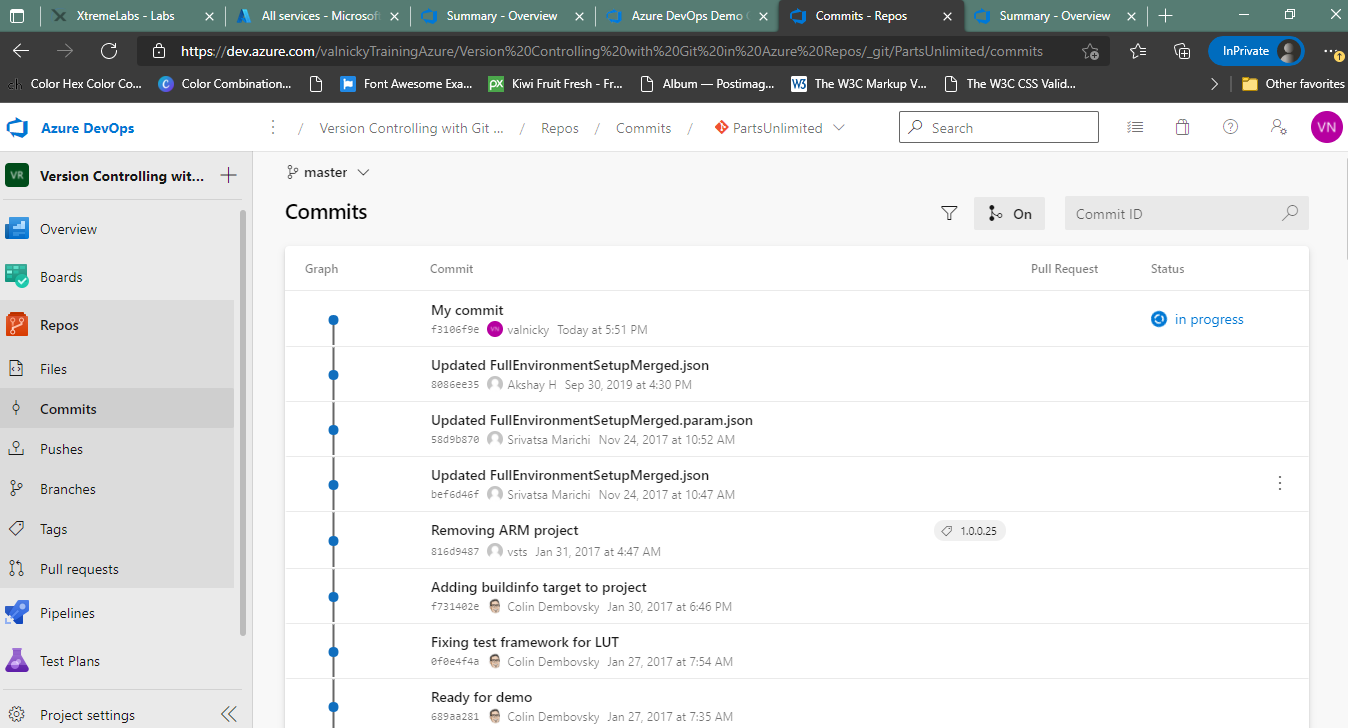 XtremeLabs - Labs
All services - Microsof
Summary - Overview
Azure DevOps Demo
Commits - Repos
Summary - Overview
https://dev.azure.com/valnickyTrainingAzure/Version%20Controlling%20with%20Git%20in%20Azure%20Repos/_git/PartsUnlimited/commits
InPrivate
ch Color Hex Color Co...
C Color Combination...
Font Awesome Exa...
px Kiwi Fruit Fresh - Fr...
Album — Postimag...
W3 The W3C Markup V...
The W3C CSS Valid...
Other favorites
Azure DevOps
/ Version Controlling with Git ... / Repos / Commits / PartsUnlimited
Search
VN
VR Version Controlling wit...
Overview
Boards
Repos
Files
Commits
Pushes
Branches
Tags
Pull requests
Pipelines
Test Plans
Project settings
master
Commits
On
Commit ID
Graph Commit Pull Request Status
My commit
f3106f9e VN valnicky Today at 5:51 PM
in progress
Updated FullEnvironmentSetupMerged.json
8086ee35 Akshay H Sep 30, 2019 at 4:30 PM
Updated FullEnvironmentSetupMerged.param.json
58d9b870 Srivatsa Marichi Nov 24, 2017 at 10:52 AM
Updated FullEnvironmentSetupMerged.json
bef6d46f Srivatsa Marichi Nov 24, 2017 at 10:47 AM
Removing ARM project
816d9487 vsts Jan 31, 2017 at 4:47 AM
1.0.0.25
Adding buildinfo target to project
f731402e Colin Dembovsky Jan 30, 2017 at 6:46 PM
Fixing test framework for LUT
0f0e4f4a Colin Dembovsky Jan 27, 2017 at 7:54 AM
Ready for demo
689aa281 Colin Dembovsky Jan 27, 2017 at 7:35 AM